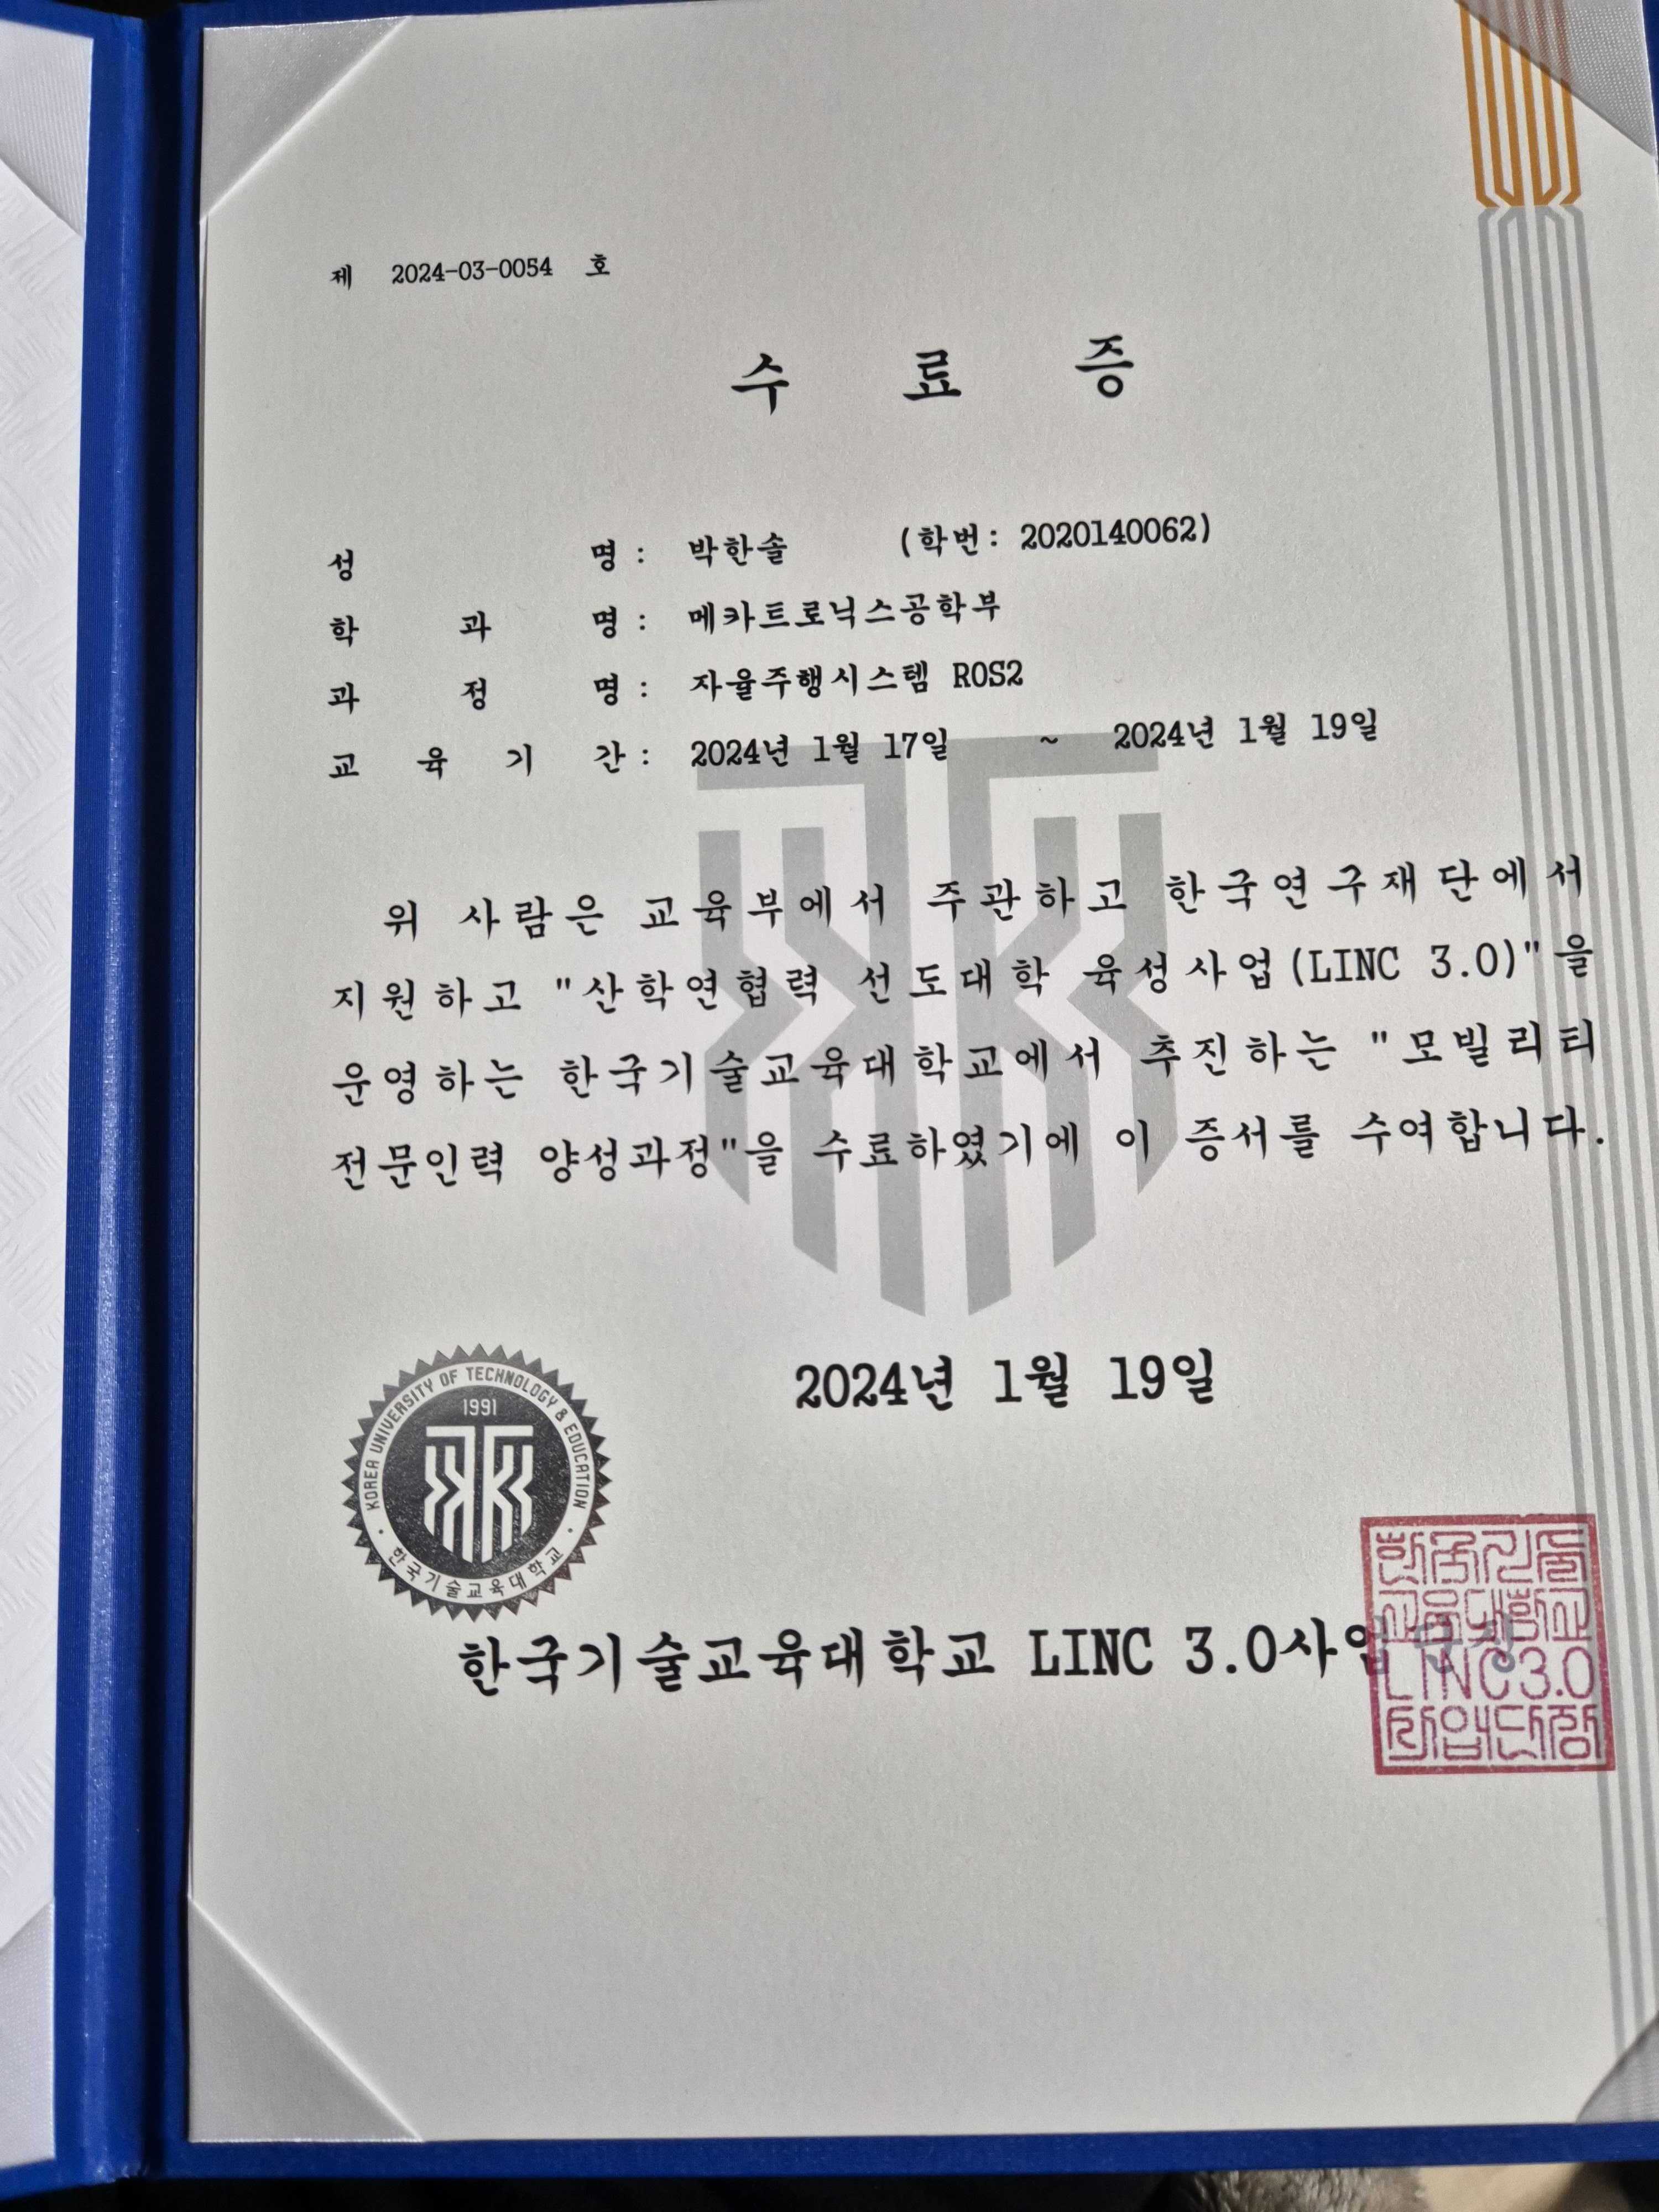 제 2024-03-0054 호
수 료 증
성 명 : 박한솔 (학번: 2020140062)
학 과 명 : 메카트로닉스공학부
과 정 명 : 자율주행시스템 ROS2
교 육 기 간 : 2024년 1월 17일 ~ 2024년 1월 19일
위 사람은 교육부에서 주관하고 한국연구재단에서
지원하고 "산학연협력 선도대학 육성사업(LINC 3.0)"을
운영하는 한국기술교육대학교에서 추진하는 "모빌리티
전문인력 양성과정"을 수료하였기에 이 증서를 수여합니다.
2024년 1월 19일
KOREA UNIVERSITY OF TECHNOLOGY & EDUCATION
1991
한국기술교육대학교
한국기술교육대학교 LINC 3.0사업단장
한국기술
교육대학교
LINC3.0
사업단장